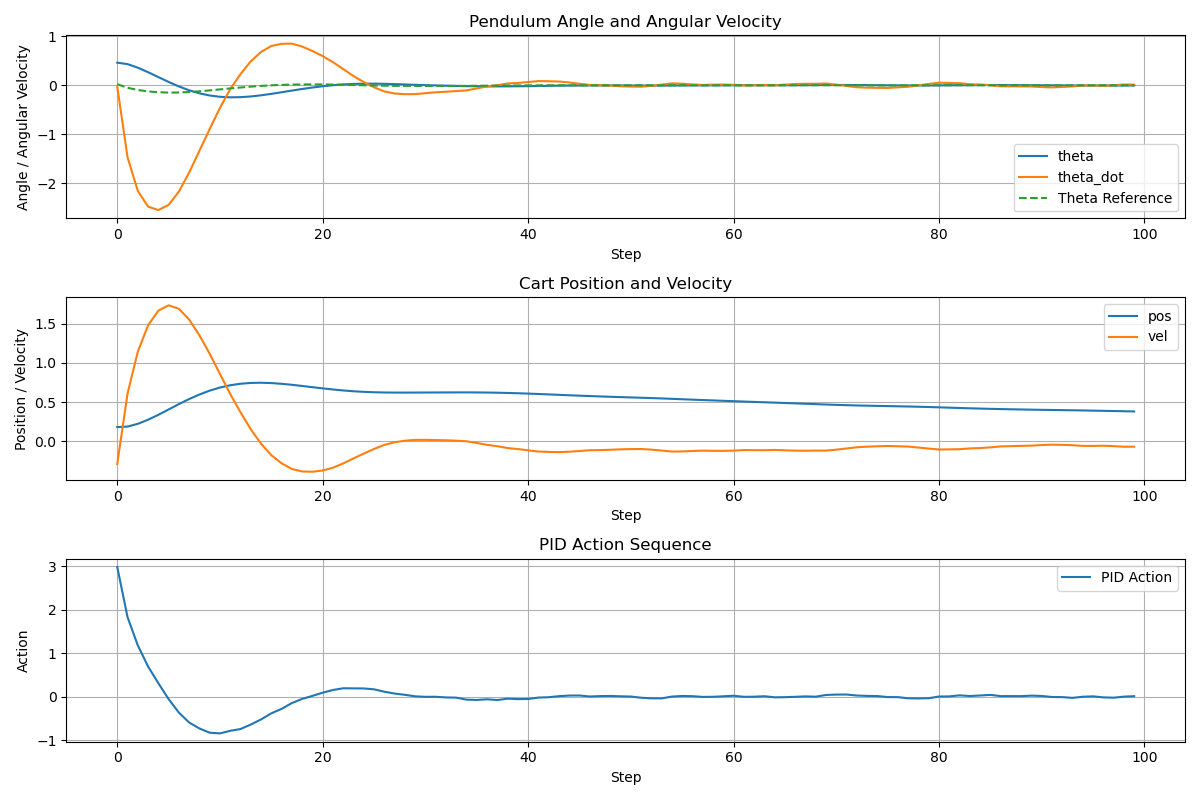 Pendulum Angle and Angular Velocity
Angle / Angular Velocity
1
0
−1
−2
theta
theta_dot
Theta Reference
0 20 40 60 80 100
Step
Cart Position and Velocity
Position / Velocity
1.5
1.0
0.5
0.0
pos
vel
0 20 40 60 80 100
Step
PID Action Sequence
Action
3
2
1
0
−1
PID Action
0 20 40 60 80 100
Step